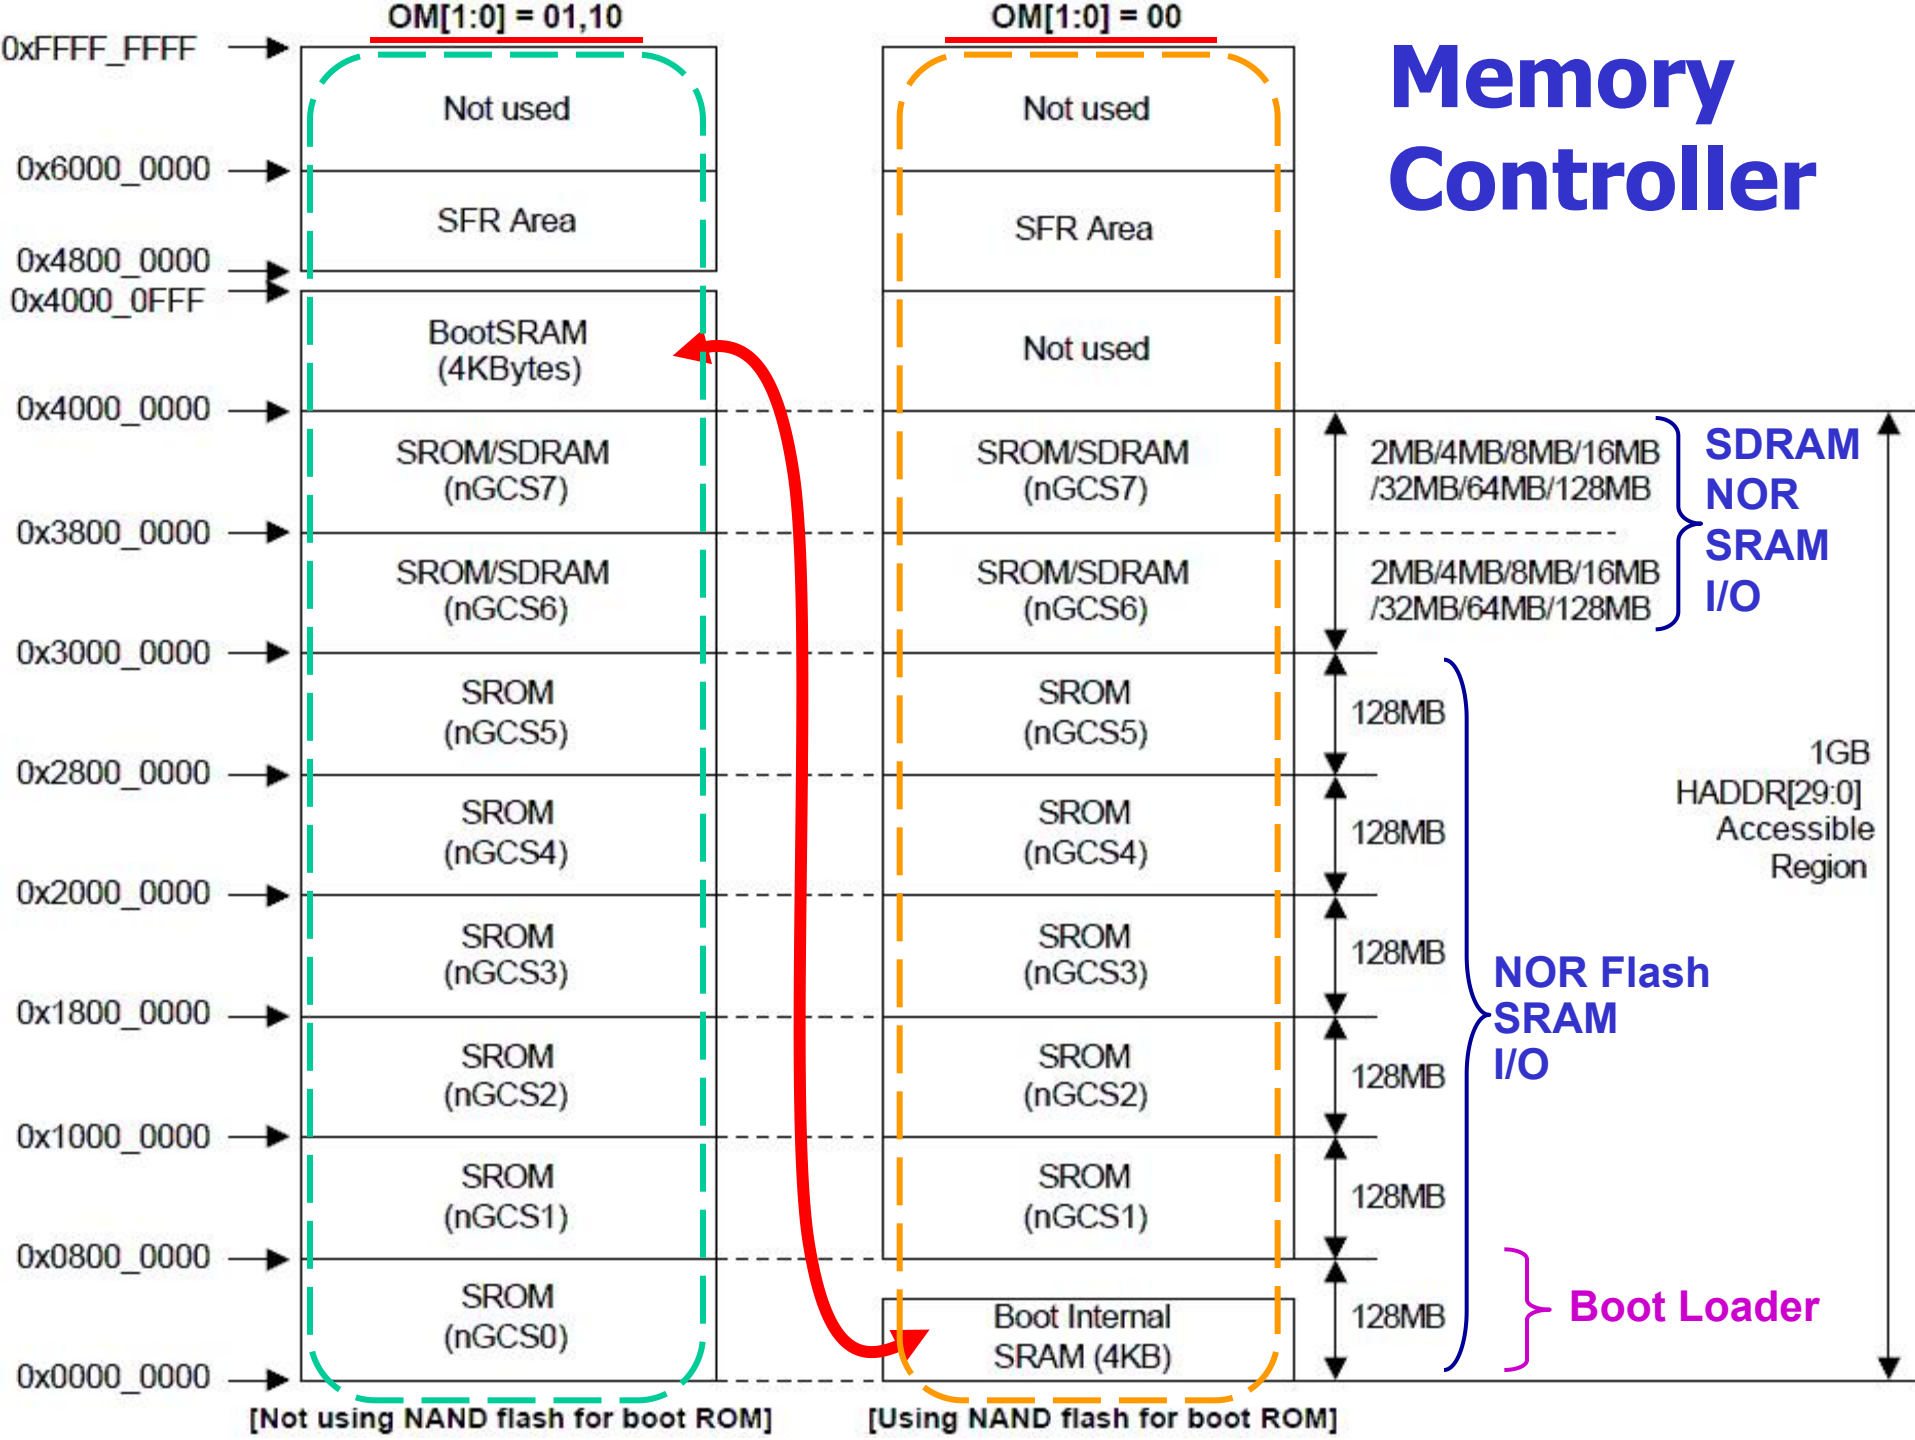 OM[1:0] = 01,10
OM[1:0] = 00
Memory
Controller
0xFFFF_FFFF
Not used
Not used
0x6000_0000
SFR Area
SFR Area
0x4800_0000
0x4000_0FFF
BootSRAM
(4KBytes)
Not used
0x4000_0000
SROM/SDRAM
(nGCS7)
SROM/SDRAM
(nGCS7)
2MB/4MB/8MB/16MB
/32MB/64MB/128MB
SDRAM
NOR
SRAM
I/O
0x3800_0000
SROM/SDRAM
(nGCS6)
SROM/SDRAM
(nGCS6)
2MB/4MB/8MB/16MB
/32MB/64MB/128MB
0x3000_0000
SROM
(nGCS5)
SROM
(nGCS5)
128MB
0x2800_0000
SROM
(nGCS4)
SROM
(nGCS4)
128MB
1GB
HADDR[29:0]
Accessible
Region
0x2000_0000
SROM
(nGCS3)
SROM
(nGCS3)
128MB
NOR Flash
SRAM
I/O
0x1800_0000
SROM
(nGCS2)
SROM
(nGCS2)
128MB
0x1000_0000
SROM
(nGCS1)
SROM
(nGCS1)
128MB
0x0800_0000
SROM
(nGCS0)
Boot Internal
SRAM (4KB)
128MB
Boot Loader
0x0000_0000
[Not using NAND flash for boot ROM]
[Using NAND flash for boot ROM]